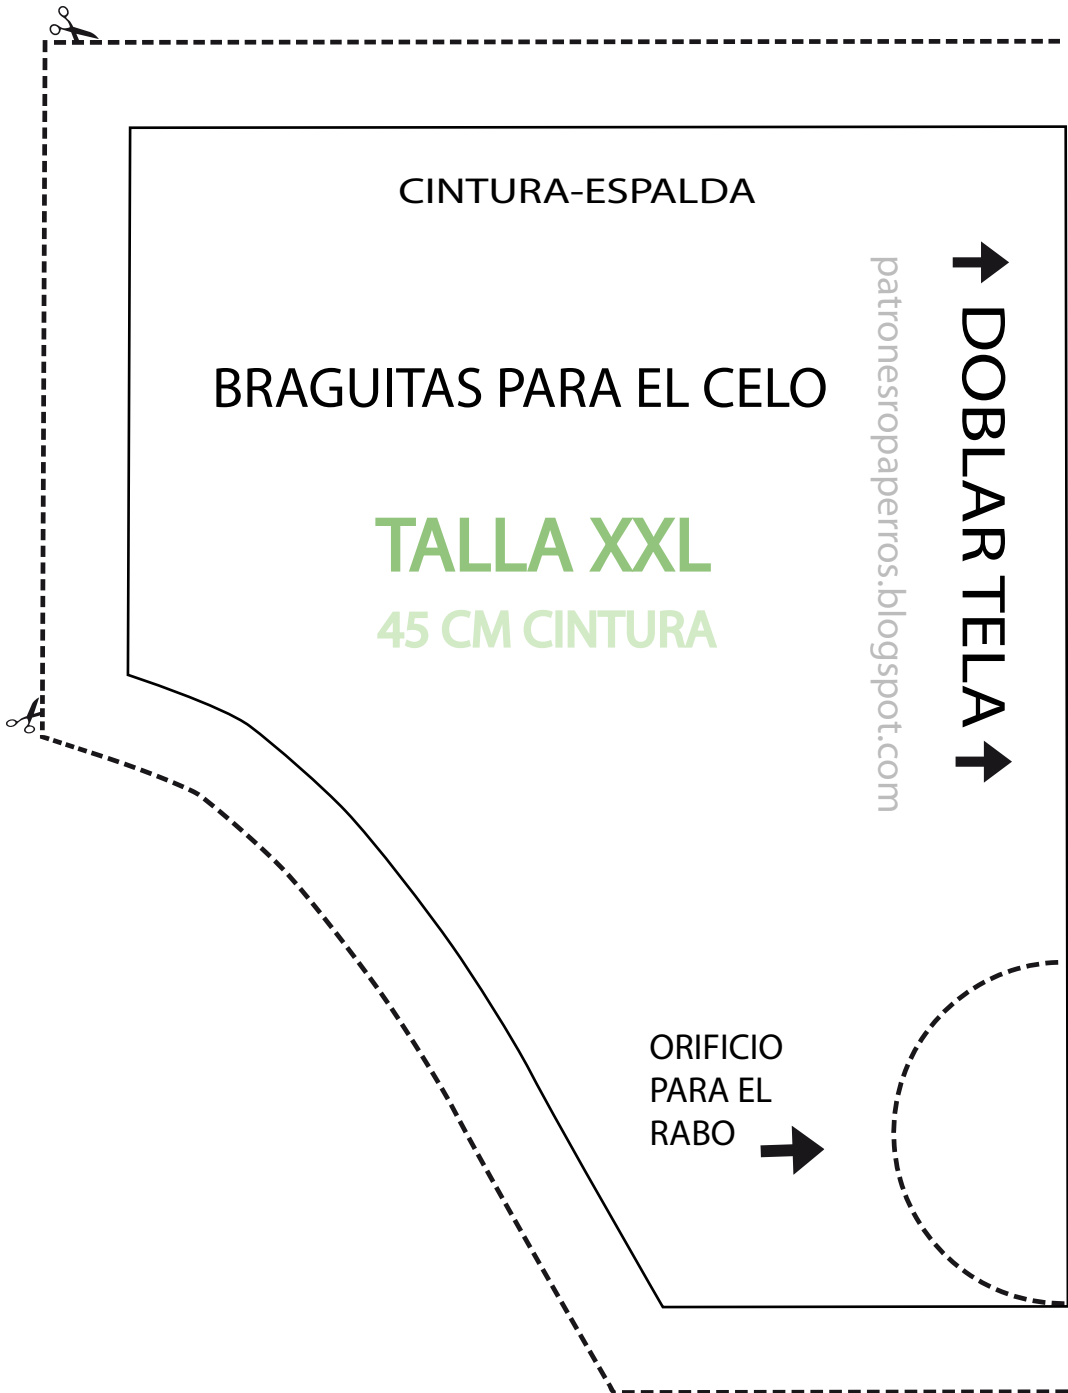 CINTURA-ESPALDA
BRAGUITAS PARA EL CELO
TALLA XXL
45 CM CINTURA
patronesropaperros.blogspot.com
DOBLAR TELA
ORIFICIO
PARA EL
RABO